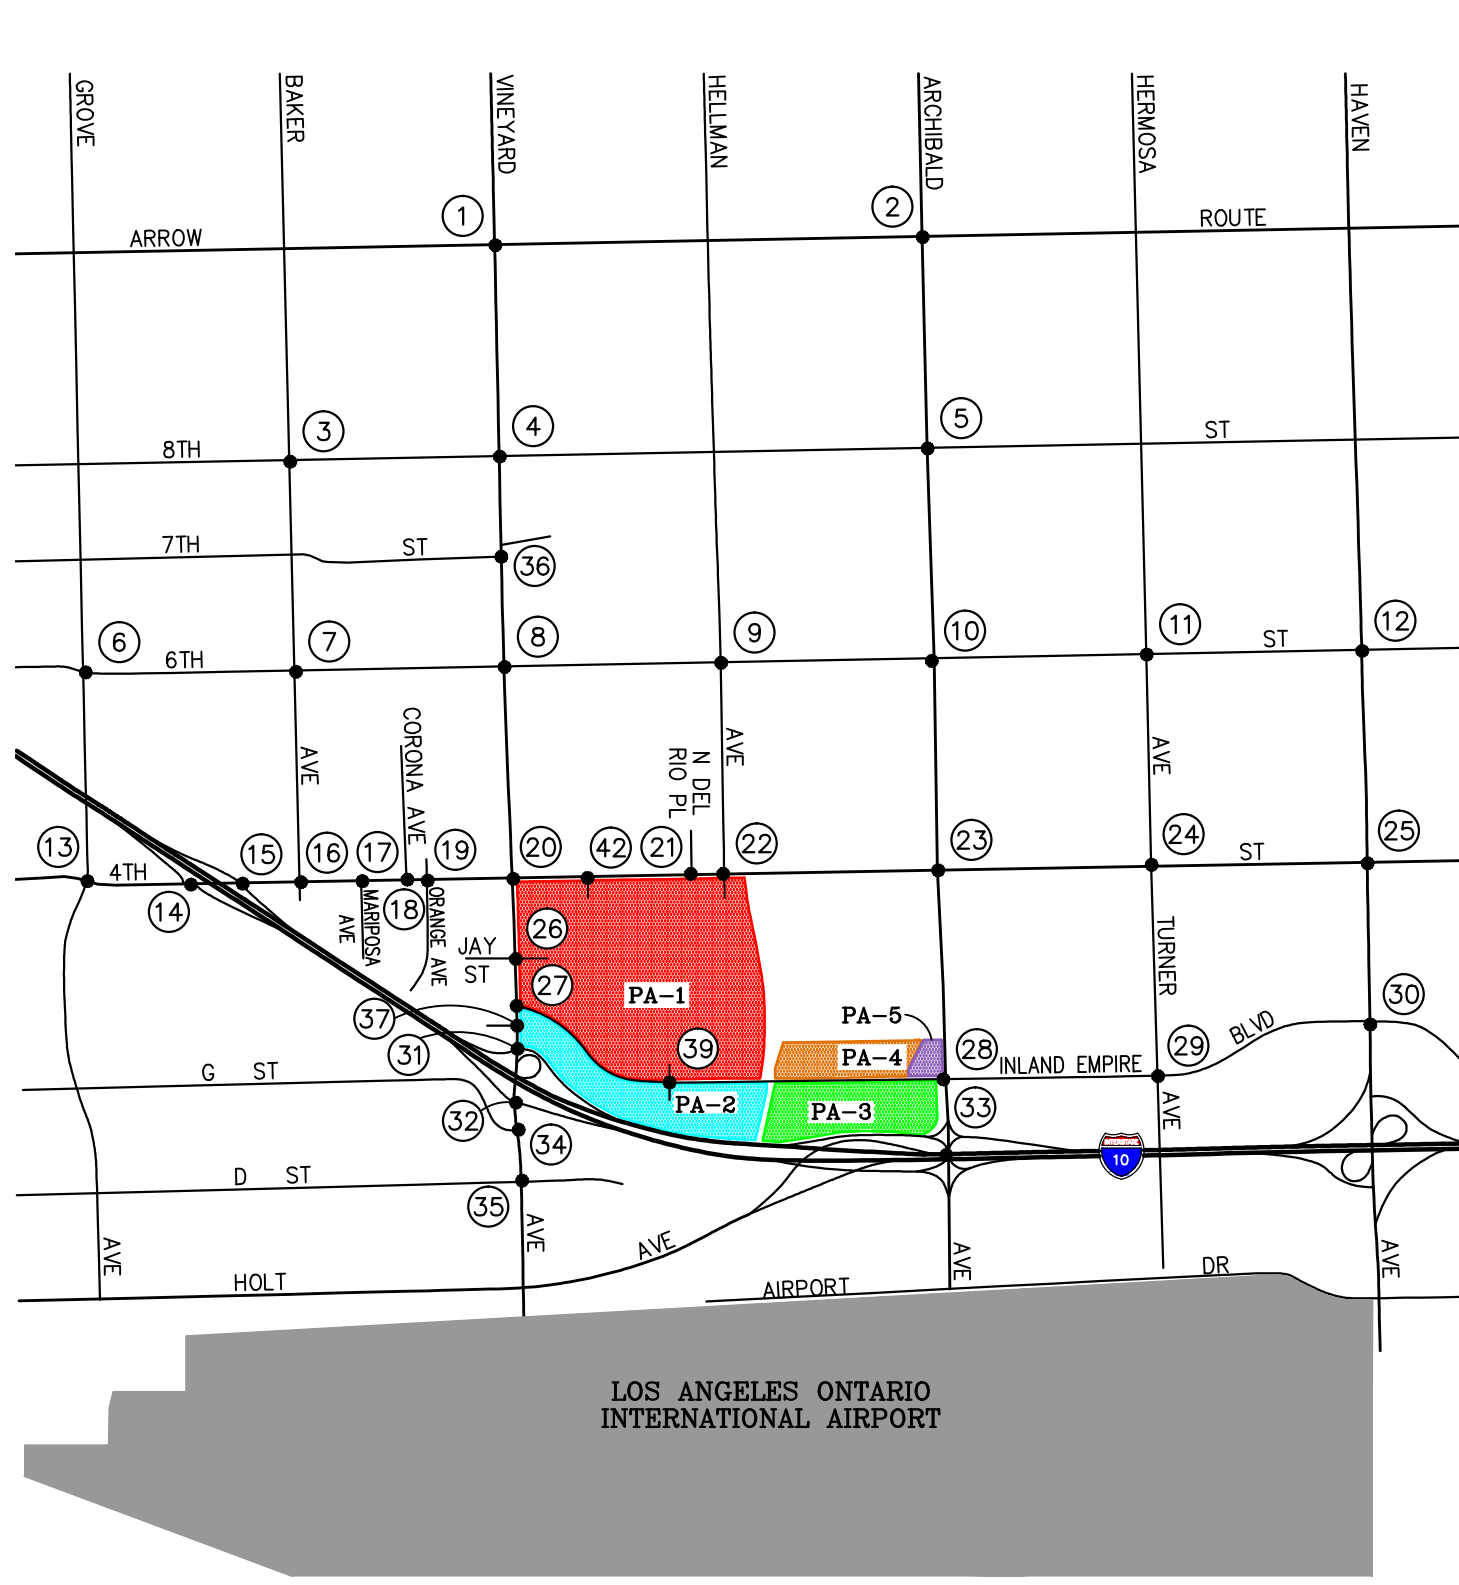 GROVE
BAKER
VINEYARD
HELLMAN
ARCHIBALD
HERMOSA
HAVEN
1
2
ARROW
ROUTE
3
4
5
8TH
ST
7TH
ST
36
6
7
8
9
10
11
12
6TH
ST
CORONA AVE
AVE
N DEL
RIO PL
AVE
AVE
13
15
16
17
19
20
42
21
22
23
24
25
4TH
ST
14
18
MARIPOSA
AVE
ORANGE AVE
26
JAY
ST
27
TURNER
PA-1
30
37
31
PA-5
39
PA-4
28
INLAND EMPIRE
29
BLVD
G ST
PA-2
PA-3
33
AVE
32
34
INTERSTATE
10
D ST
35
AVE
AVE
AVE
AVE
AVE
HOLT
AIRPORT
DR
LOS ANGELES ONTARIO
INTERNATIONAL AIRPORT